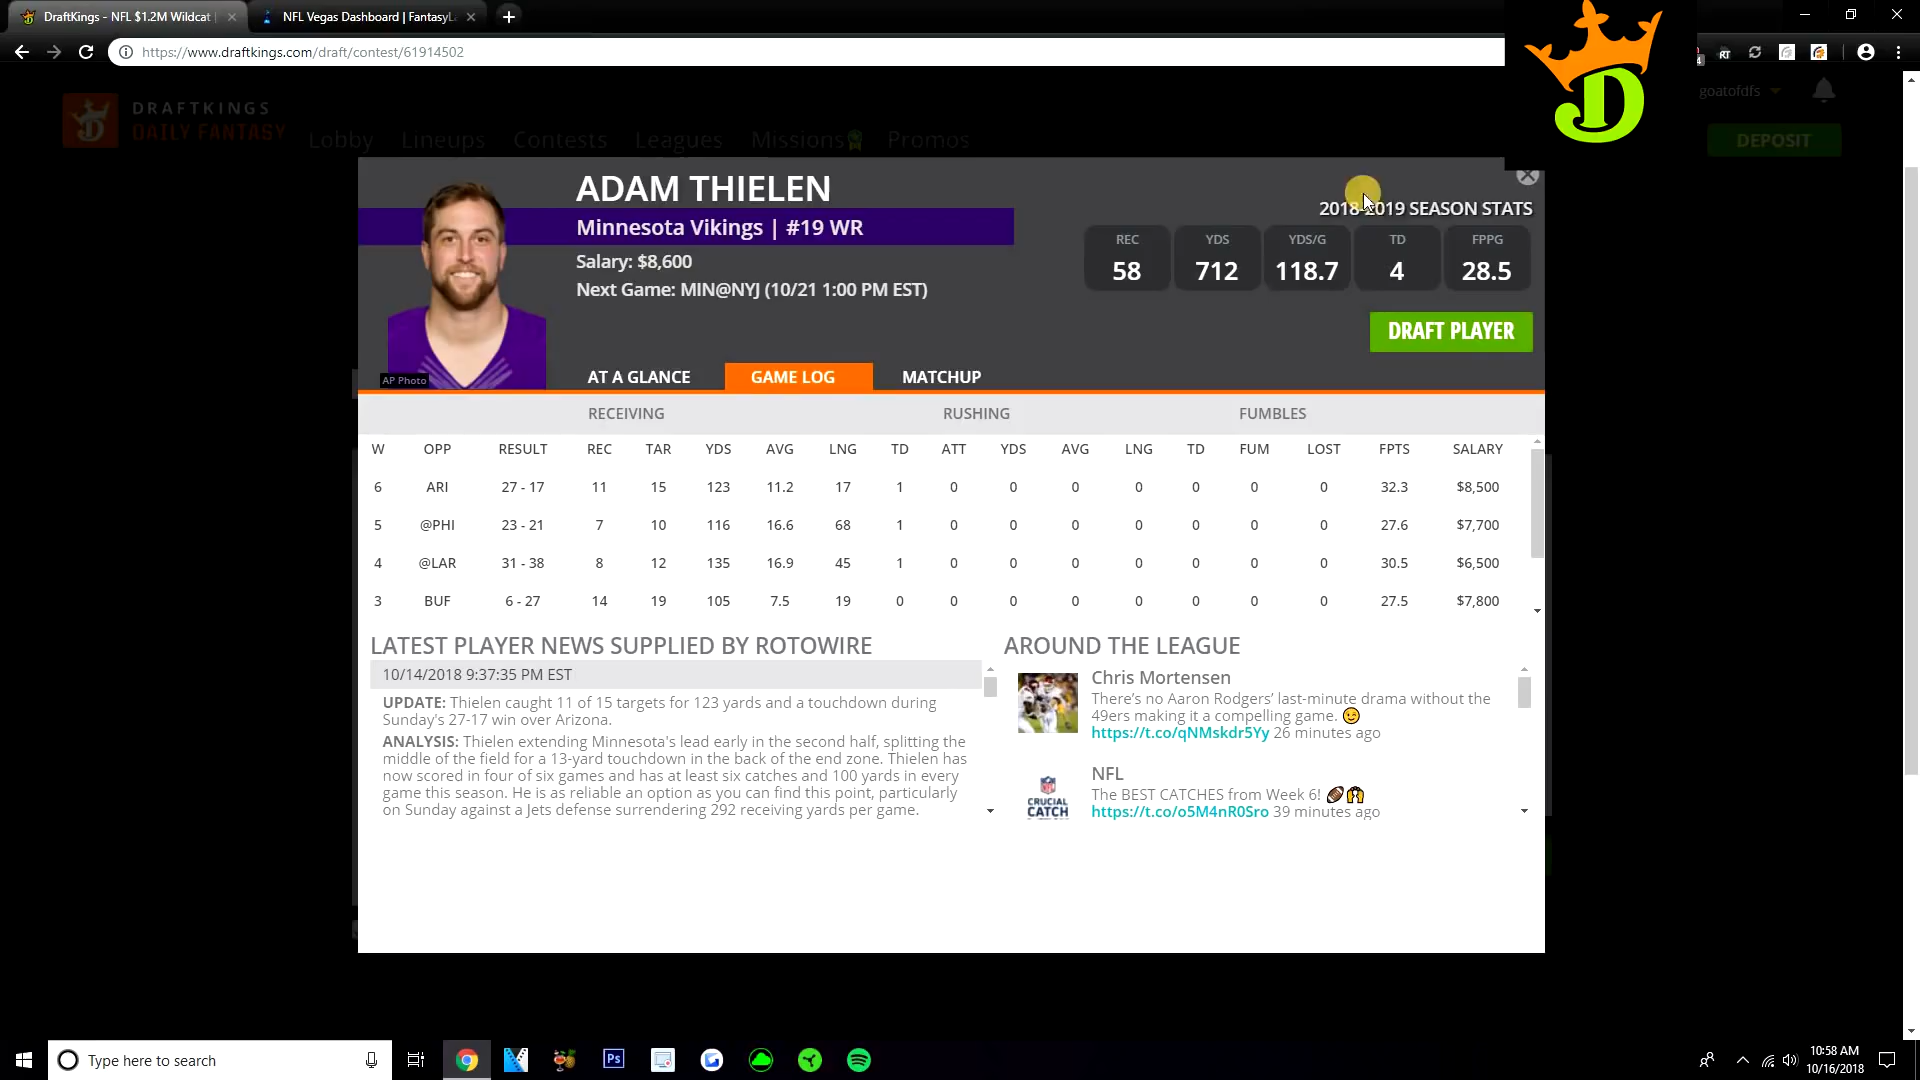 DraftKings - NFL $1.2M Wildcat
NFL Vegas Dashboard | FantasyL
https://www.draftkings.com/draft/contest/61914502
DRAFTKINGS
DAILY FANTASY
Lobby Lineups Contests Leagues Missions Promos
goatofdfs
DEPOSIT
ADAM THIELEN
Minnesota Vikings | #19 WR
Salary: $8,600
Next Game: MIN@NYJ (10/21 1:00 PM EST)
AP Photo
2018-2019 SEASON STATS
REC YDS YDS/G TD FPPG
58 712 118.7 4 28.5
DRAFT PLAYER
AT A GLANCE GAME LOG MATCHUP
RECEIVING RUSHING FUMBLES
W OPP RESULT REC TAR YDS AVG LNG TD ATT YDS AVG LNG TD FUM LOST FPTS SALARY
6 ARI 27 - 17 11 15 123 11.2 17 1 0 0 0 0 0 0 0 32.3 $8,500
5 @PHI 23 - 21 7 10 116 16.6 68 1 0 0 0 0 0 0 0 27.6 $7,700
4 @LAR 31 - 38 8 12 135 16.9 45 1 0 0 0 0 0 0 0 30.5 $6,500
3 BUF 6 - 27 14 19 105 7.5 19 0 0 0 0 0 0 0 0 27.5 $7,800
LATEST PLAYER NEWS SUPPLIED BY ROTOWIRE
10/14/2018 9:37:35 PM EST
UPDATE: Thielen caught 11 of 15 targets for 123 yards and a touchdown during
Sunday's 27-17 win over Arizona.
ANALYSIS: Thielen extending Minnesota's lead early in the second half, splitting the
middle of the field for a 13-yard touchdown in the back of the end zone. Thielen has
now scored in four of six games and has at least six catches and 100 yards in every
game this season. He is as reliable an option as you can find this point, particularly
on Sunday against a Jets defense surrendering 292 receiving yards per game.
AROUND THE LEAGUE
Chris Mortensen
There's no Aaron Rodgers' last-minute drama without the
49ers making it a compelling game. 😉
https://t.co/qNMskdr5Yy 26 minutes ago
NFL
The BEST CATCHES from Week 6! 🏈🙌
https://t.co/o5M4nR0Sro 39 minutes ago
CRUCIAL
CATCH
Type here to search
Ps
10:58 AM
10/16/2018